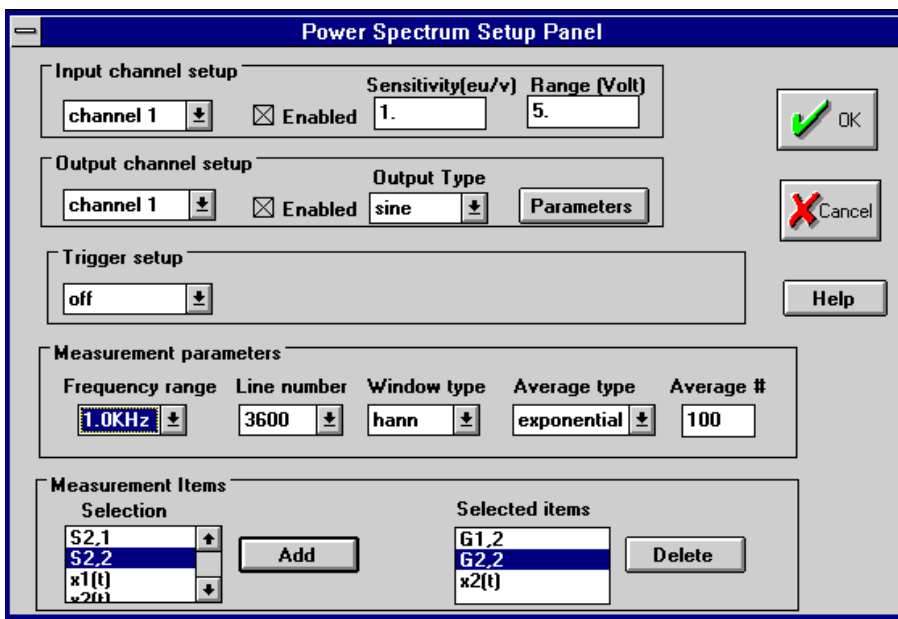 Power Spectrum Setup Panel
Input channel setup
Sensitivity(eu/v) Range (Volt)
channel 1 Enabled 1. 5.
OK
Output channel setup
Output Type
channel 1 Enabled sine Parameters
Cancel
Trigger setup
off
Help
Measurement parameters
Frequency range Line number Window type Average type Average #
1.0KHz 3600 hann exponential 100
Measurement Items
Selection Selected items
S2,1
S2,2
x1(t)
x2(t)
Add
G1,2
G2,2
x2(t)
Delete